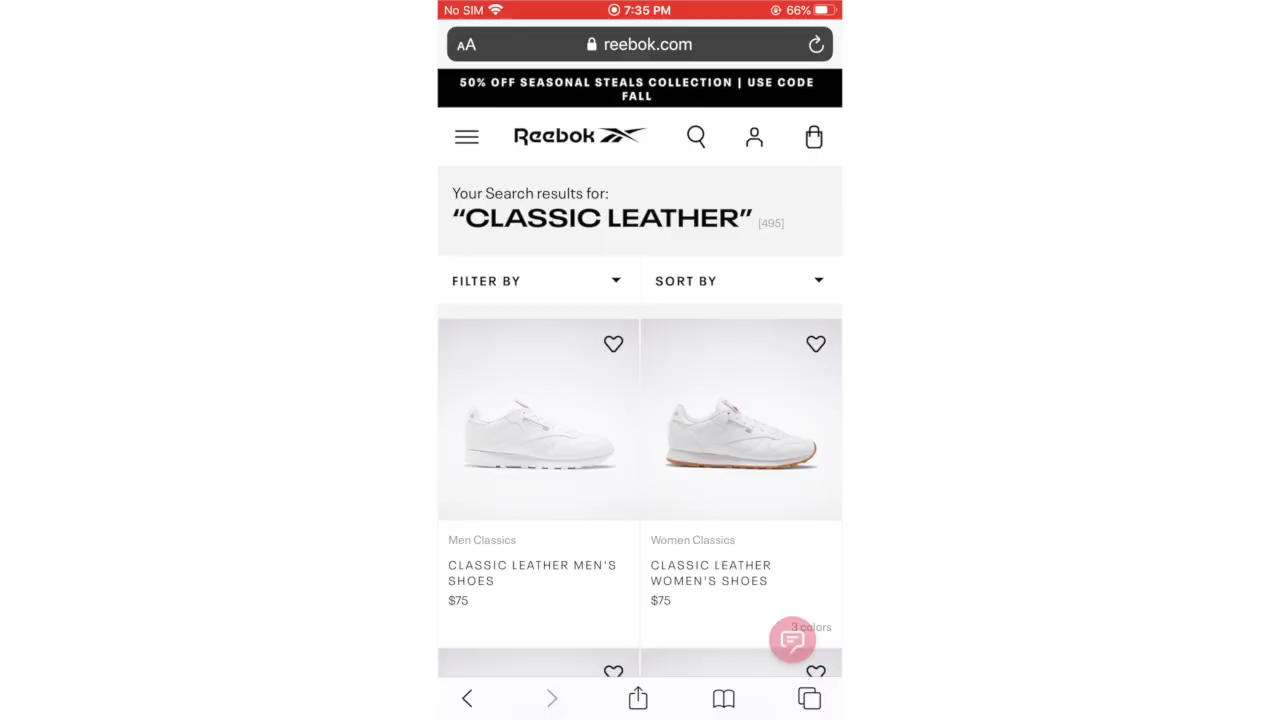 No SIM 7:35 PM 66%
AA reebok.com
50% OFF SEASONAL STEALS COLLECTION | USE CODE
FALL
Reebok
Your Search results for:
“CLASSIC LEATHER” [495]
FILTER BY SORT BY
Men Classics
CLASSIC LEATHER MEN'S
SHOES
$75
Women Classics
CLASSIC LEATHER
WOMEN'S SHOES
$75
3 colors